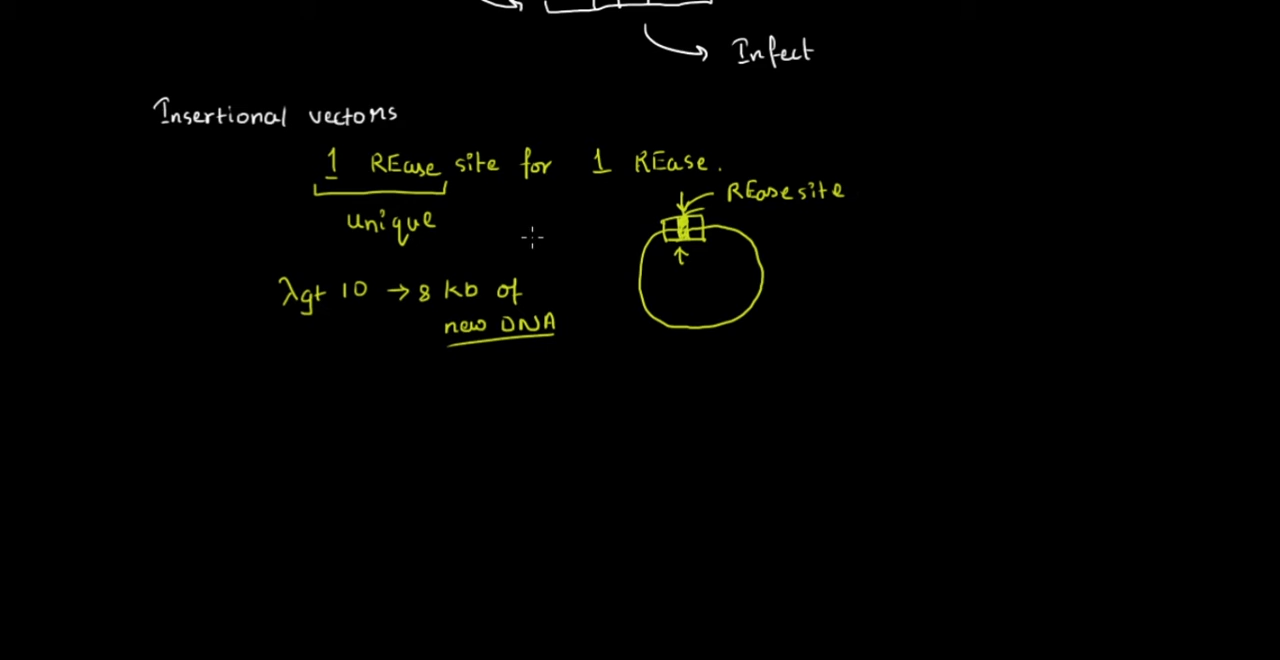 Infect
Insertional vectors
1 REase site for 1 REase.
REase site
unique
λgt 10 → 8 kb of
new DNA